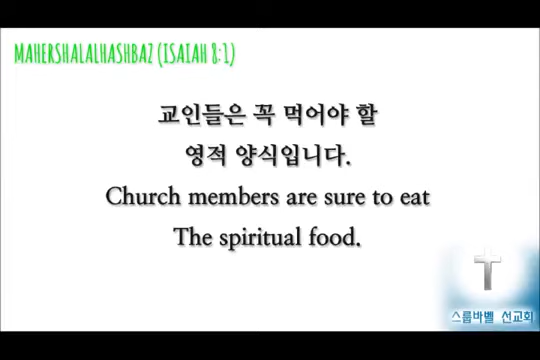 MAHERSHALALHASHBAZ (ISAIAH 8:1)
교인들은 꼭 먹어야 할
영적 양식입니다.
Church members are sure to eat
The spiritual food.
스룹바벨 선교회